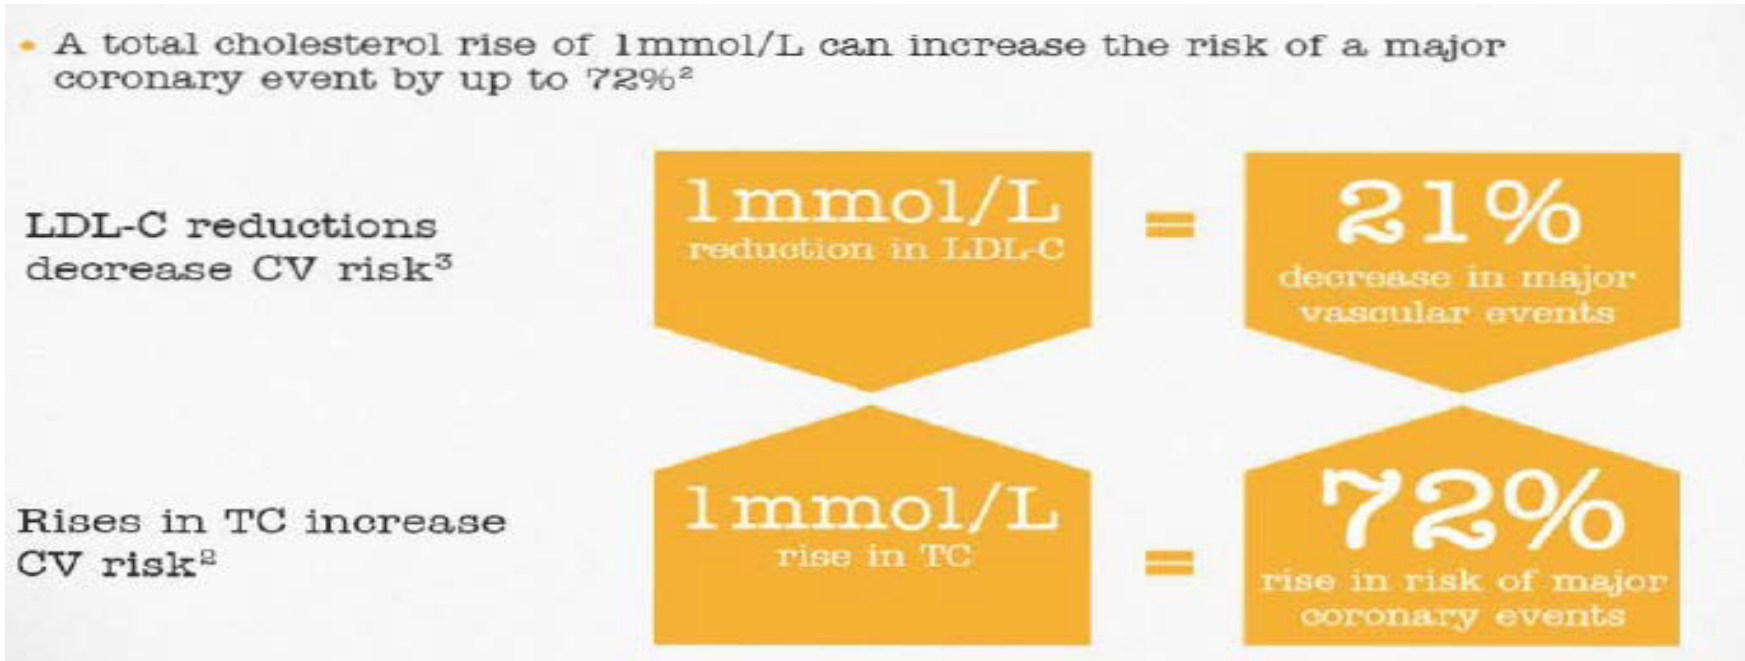 • A total cholesterol rise of 1mmol/L can increase the risk of a major
coronary event by up to 72%²
LDL-C reductions
decrease CV risk³
1mmol/L
reduction in LDL-C
=
21%
decrease in major
vascular events
Rises in TC increase
CV risk²
1mmol/L
rise in TC
=
72%
rise in risk of major
coronary events